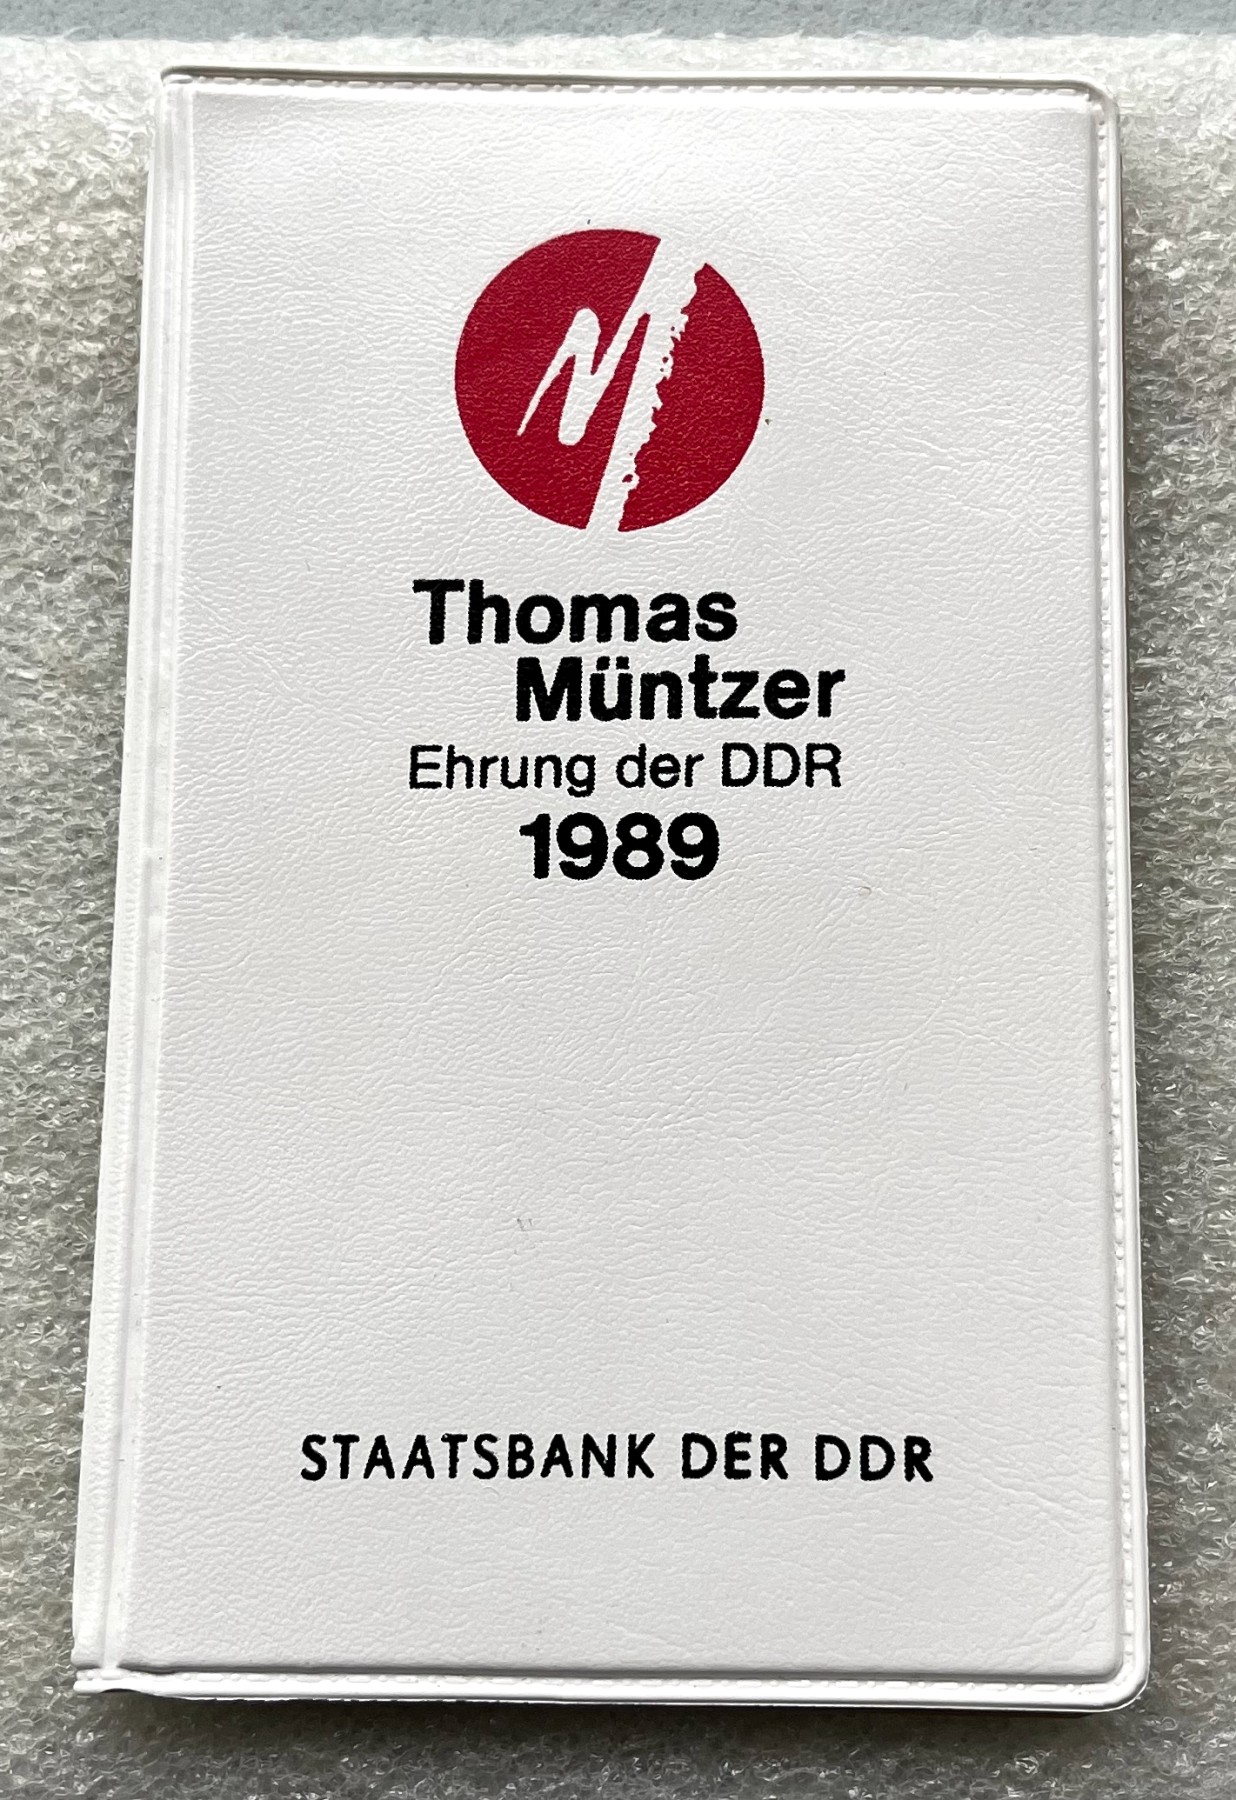 Thomas
Müntzer
Ehrung der DDR
1989
STAATSBANK DER DDR